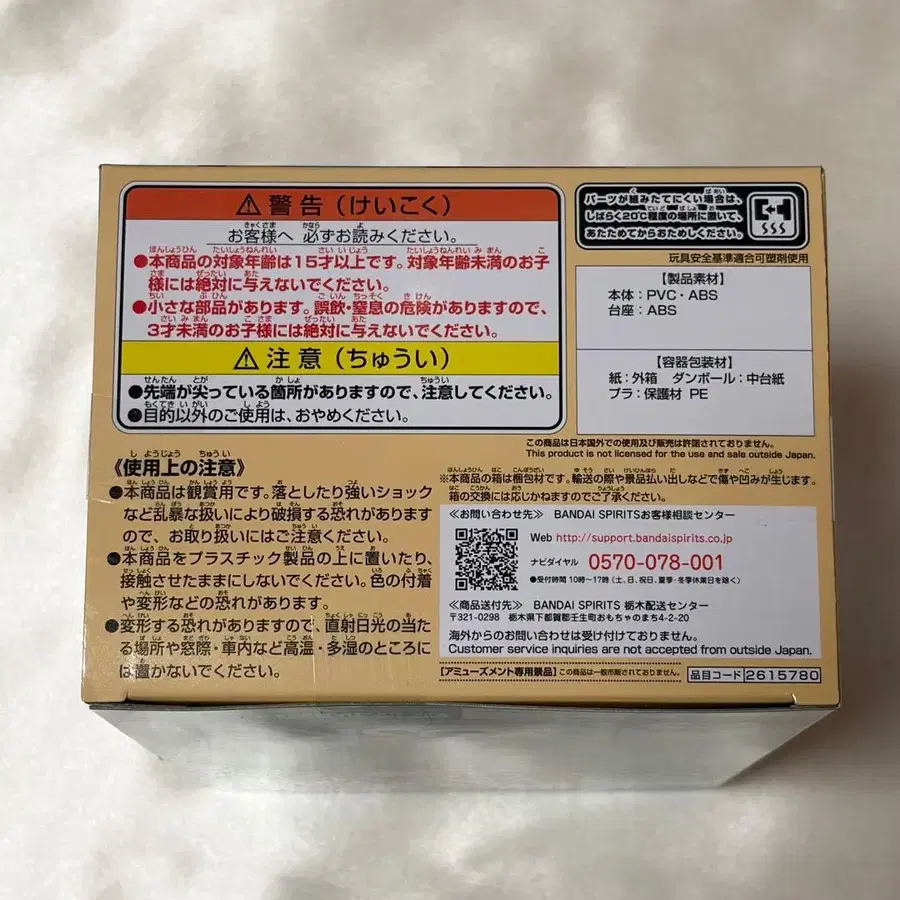 ⚠警告(けいこく)
お客様へ 必ずお読みください。
●本商品の対象年齢は15才以上です。対象年齢未満のお子
様には絶対に与えないでください。
●小さな部品があります。誤飲・窒息の危険がありますので、
3才未満のお子様には絶対に与えないでください。
⚠注意(ちゅうい)
●先端が尖っている箇所がありますので、注意してください。
●目的以外のご使用は、おやめください。
《使用上の注意》
●本商品は観賞用です。落としたり強いショック
など乱暴な扱いにより破損する恐れがあります
ので、お取り扱いにはご注意ください。
●本商品をプラスチック製品の上に置いたり、
接触させたままにしないでください。色の付着
や変形などの恐れがあります。
●変形する恐れがありますので、直射日光の当た
る場所や窓際・車内など高温・多湿のところに
は置かないでください。
パーツが組みたてにくい場合は、
しばらく20℃程度の場所に置いて、
あたためてからおためしください。
玩具安全基準適合可塑剤使用
【製品素材】
本体:PVC・ABS
台座:ABS
【容器包装材】
紙:外箱 ダンボール:中台紙
プラ:保護材 PE
この商品は日本国外での使用及び販売は許諾されておりません。
This product is not licensed for the use and sale outside Japan.
※本商品の箱は梱包材です。輸送の際や景品払い出しなどで傷や凹みが生じます。
箱の交換には応じかねますのでご了承ください。
≪お問い合わせ先≫ BANDAI SPIRITSお客様相談センター
Web http://support.bandaispirits.co.jp
ナビダイヤル 0570-078-001
●受付時間 10時〜17時(土、日、祝日、夏季・冬季休業日を除く)
≪商品送付先≫ BANDAI SPIRITS 栃木配送センター
〒321-0298 栃木県下都賀郡壬生町おもちゃのまち4-2-20
海外からのお問い合わせは受け付けておりません。
Customer service inquiries are not accepted from outside Japan.
【アミューズメント専用景品】この商品は一般市販されておりません。
品目コード 2615780